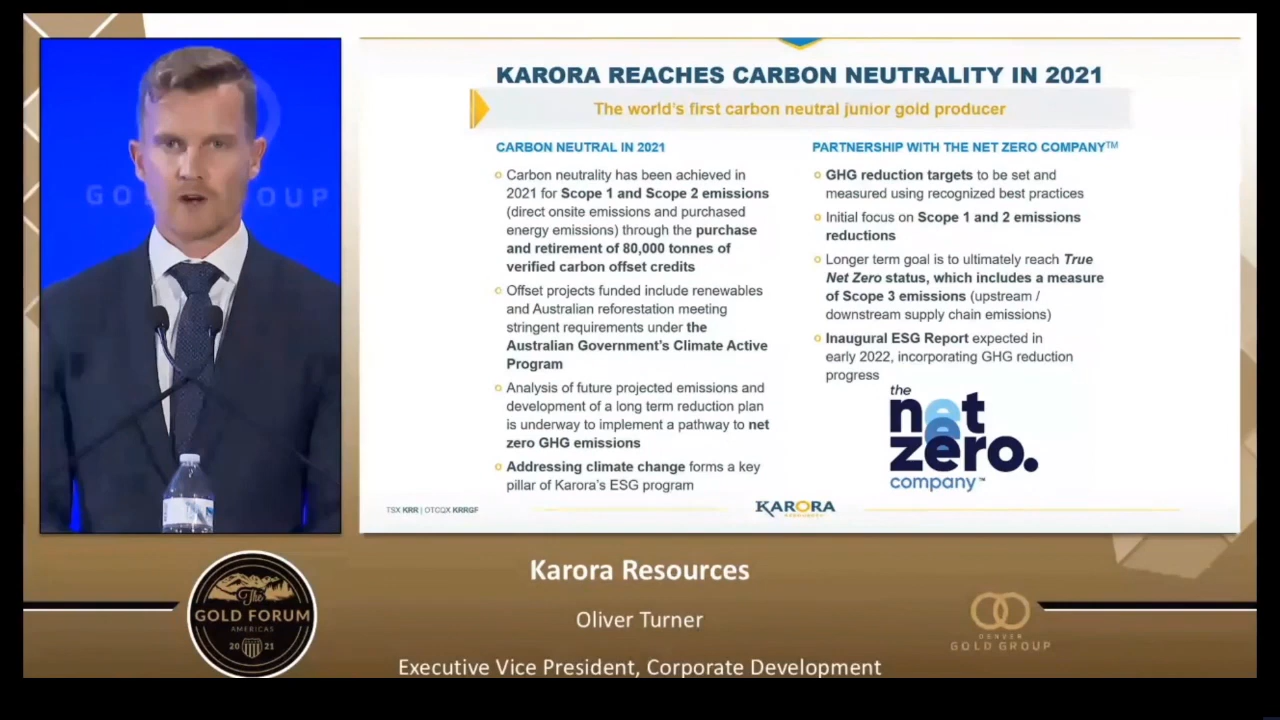 GOLD GROUP
KARORA REACHES CARBON NEUTRALITY IN 2021
The world's first carbon neutral junior gold producer
CARBON NEUTRAL IN 2021
Carbon neutrality has been achieved in
2021 for Scope 1 and Scope 2 emissions
(direct onsite emissions and purchased
energy emissions) through the purchase
and retirement of 80,000 tonnes of
verified carbon offset credits
Offset projects funded include renewables
and Australian reforestation meeting
stringent requirements under the
Australian Government's Climate Active
Program
Analysis of future projected emissions and
development of a long term reduction plan
is underway to implement a pathway to net
zero GHG emissions
Addressing climate change forms a key
pillar of Karora's ESG program
PARTNERSHIP WITH THE NET ZERO COMPANY™
GHG reduction targets to be set and
measured using recognized best practices
Initial focus on Scope 1 and 2 emissions
reductions
Longer term goal is to ultimately reach True
Net Zero status, which includes a measure
of Scope 3 emissions (upstream /
downstream supply chain emissions)
Inaugural ESG Report expected in
early 2022, incorporating GHG reduction
progress
the
net
zero.
company™
TSX KRR | OTCQX KRRGF
KARORA
Karora Resources
Oliver Turner
Executive Vice President, Corporate Development
The
GOLD FORUM
AMERICAS
20 21
DENVER
GOLD GROUP